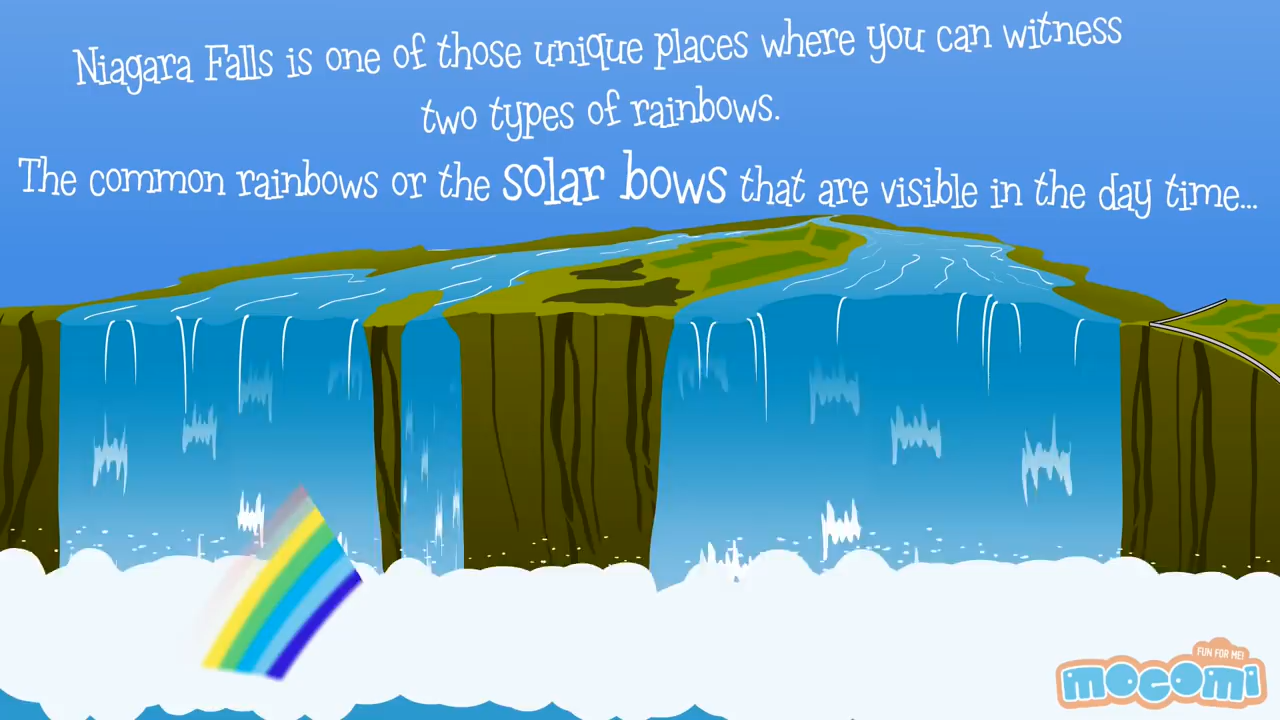 Niagara Falls is one of those unique places where you can witness
two types of rainbows.
The common rainbows or the solar bows that are visible in the day time...
FUN FOR ME!
mocomi